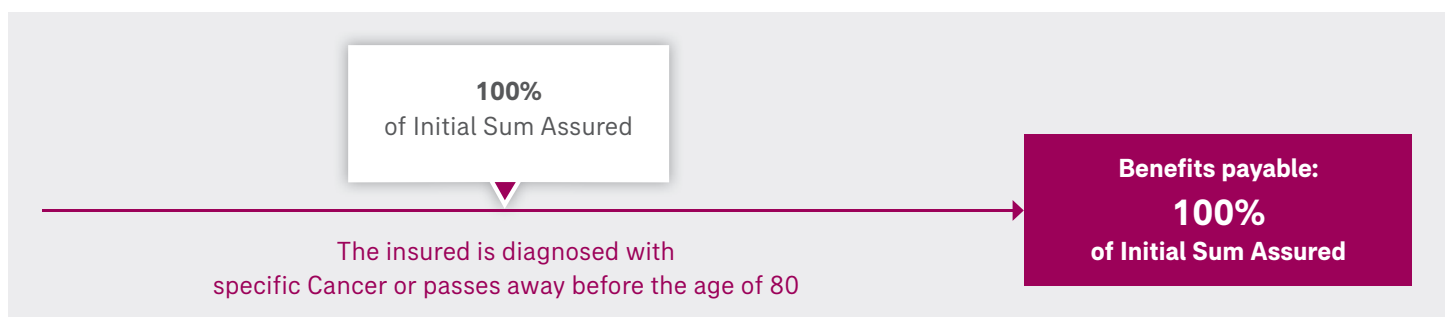 100%
of Initial Sum Assured
The insured is diagnosed with
specific Cancer or passes away before the age of 80
Benefits payable:
100%
of Initial Sum Assured